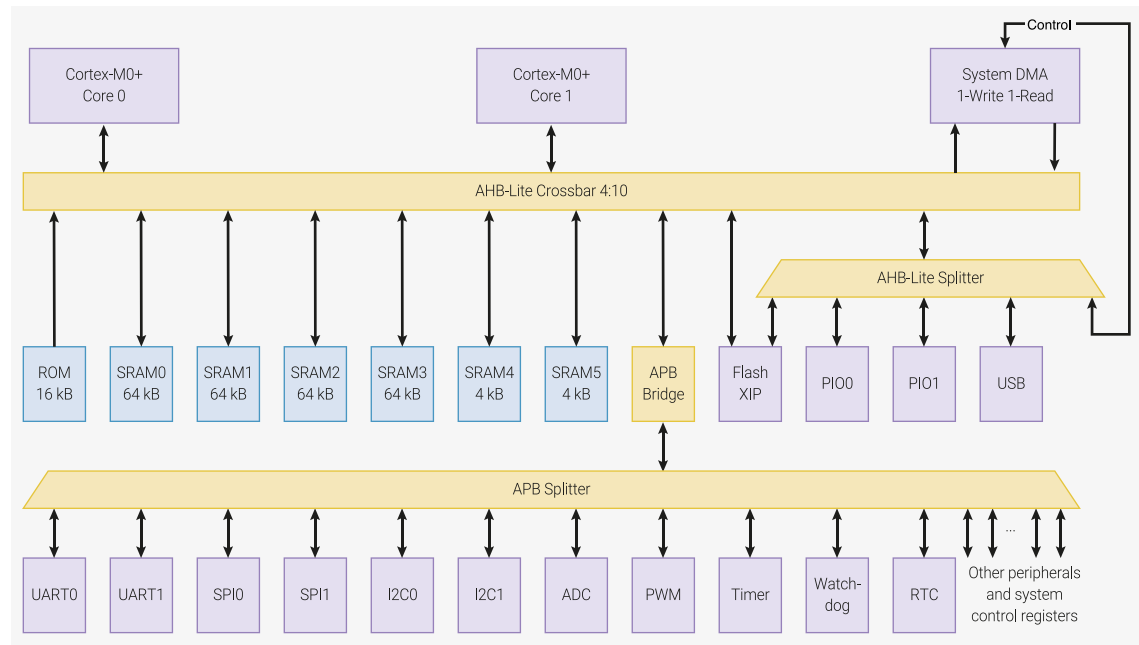 Control
Cortex-M0+
Core 0
Cortex-M0+
Core 1
System DMA
1-Write 1-Read
AHB-Lite Crossbar 4:10
AHB-Lite Splitter
ROM
16 kB
SRAM0
64 kB
SRAM1
64 kB
SRAM2
64 kB
SRAM3
64 kB
SRAM4
4 kB
SRAM5
4 kB
APB
Bridge
Flash
XIP
PIO0
PIO1
USB
APB Splitter
...
UART0
UART1
SPI0
SPI1
I2C0
I2C1
ADC
PWM
Timer
Watch-
dog
RTC
Other peripherals
and system
control registers